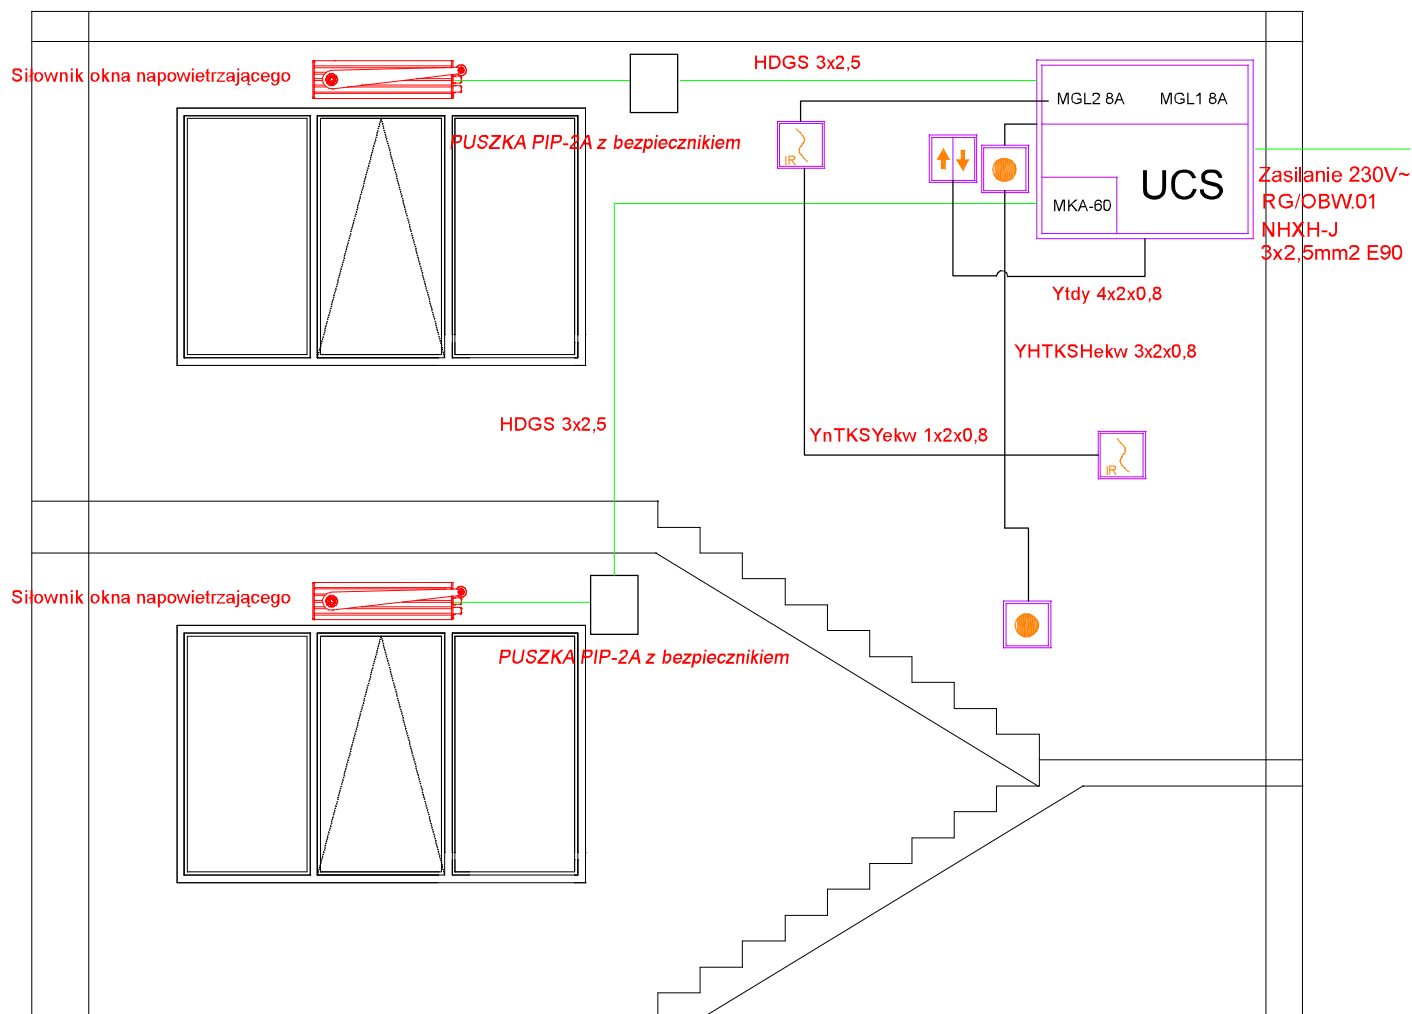 HDGS 3x2,5
Siłownik okna napowietrzającego
MGL2 8A
MGL1 8A
PUSZKA PIP-2A z bezpiecznikiem
IR
UCS
Zasilanie 230V~
MKA-60
RG/OBW.01
NHXH-J
3x2,5mm2 E90
Ytdy 4x2x0,8
YHTKSHekw 3x2x0,8
HDGS 3x2,5
YnTKSYekw 1x2x0,8
IR
Siłownik okna napowietrzającego
PUSZKA PIP-2A z bezpiecznikiem